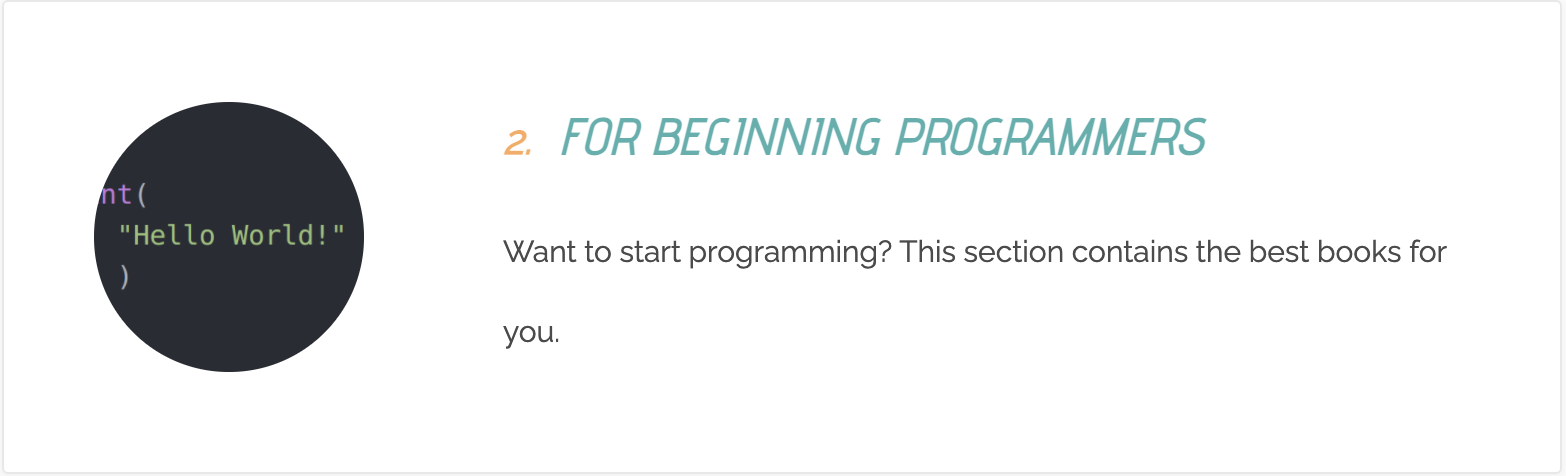 nt(
"Hello World!"
)
2. FOR BEGINNING PROGRAMMERS
Want to start programming? This section contains the best books for
you.